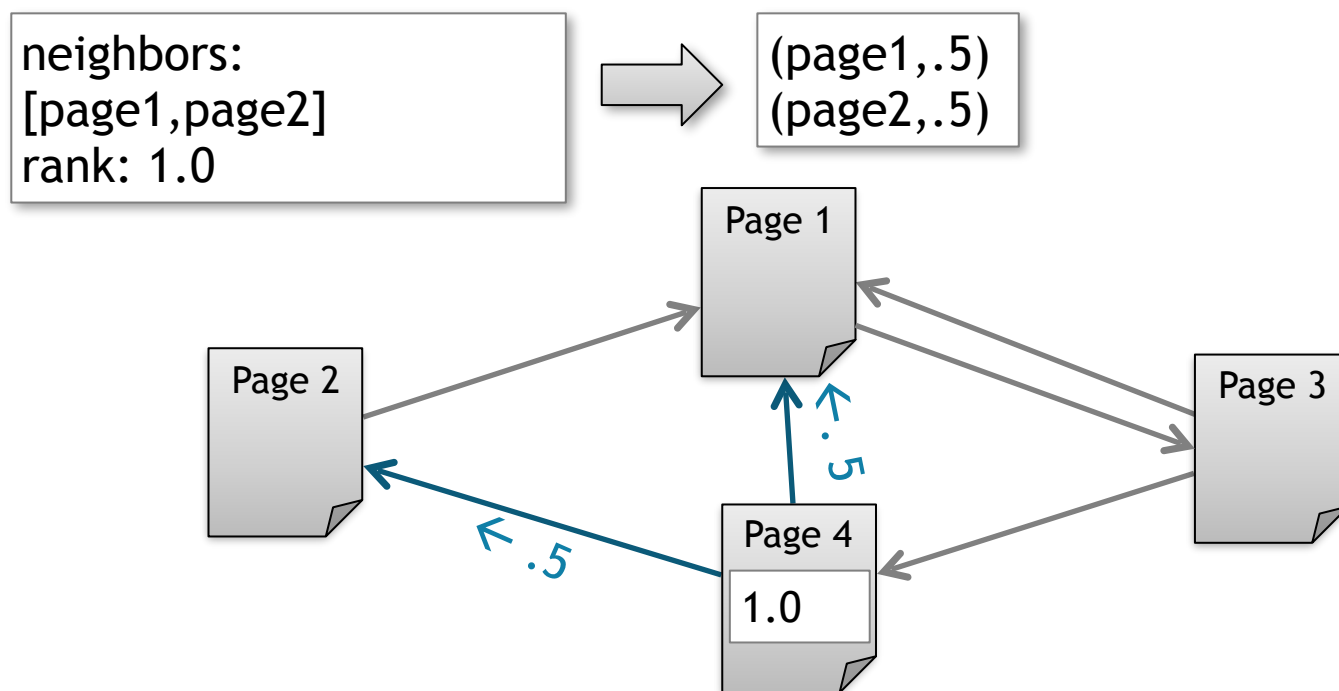 neighbors:
[page1,page2]
rank: 1.0
(page1,.5)
(page2,.5)
Page 1
Page 2
Page 3
← .5
← .5
Page 4
1.0